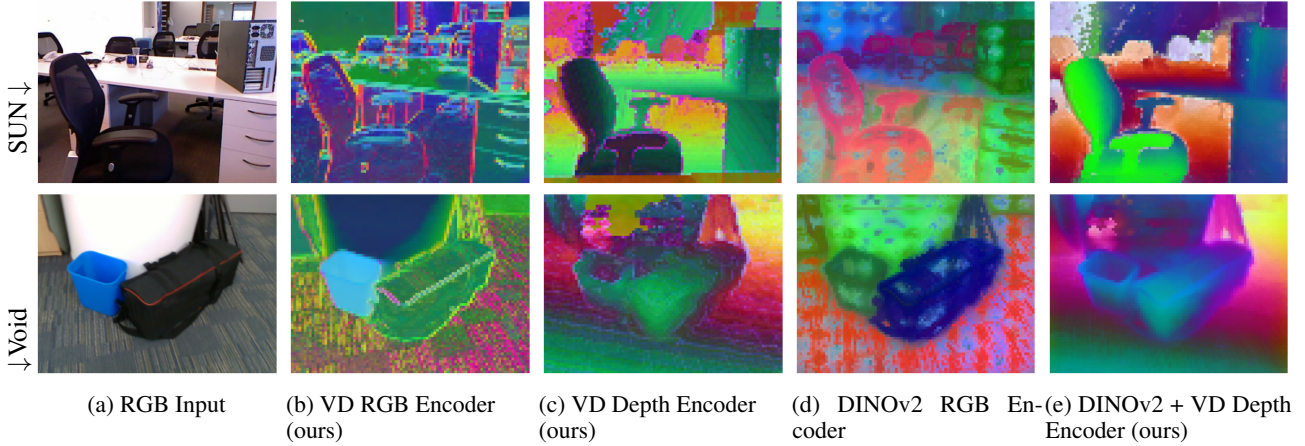 SUN ↓
↓Void
(a) RGB Input
(b) VD RGB Encoder
(ours)
(c) VD Depth Encoder
(ours)
(d) DINOv2 RGB En-
coder
(e) DINOv2 + VD Depth
Encoder (ours)